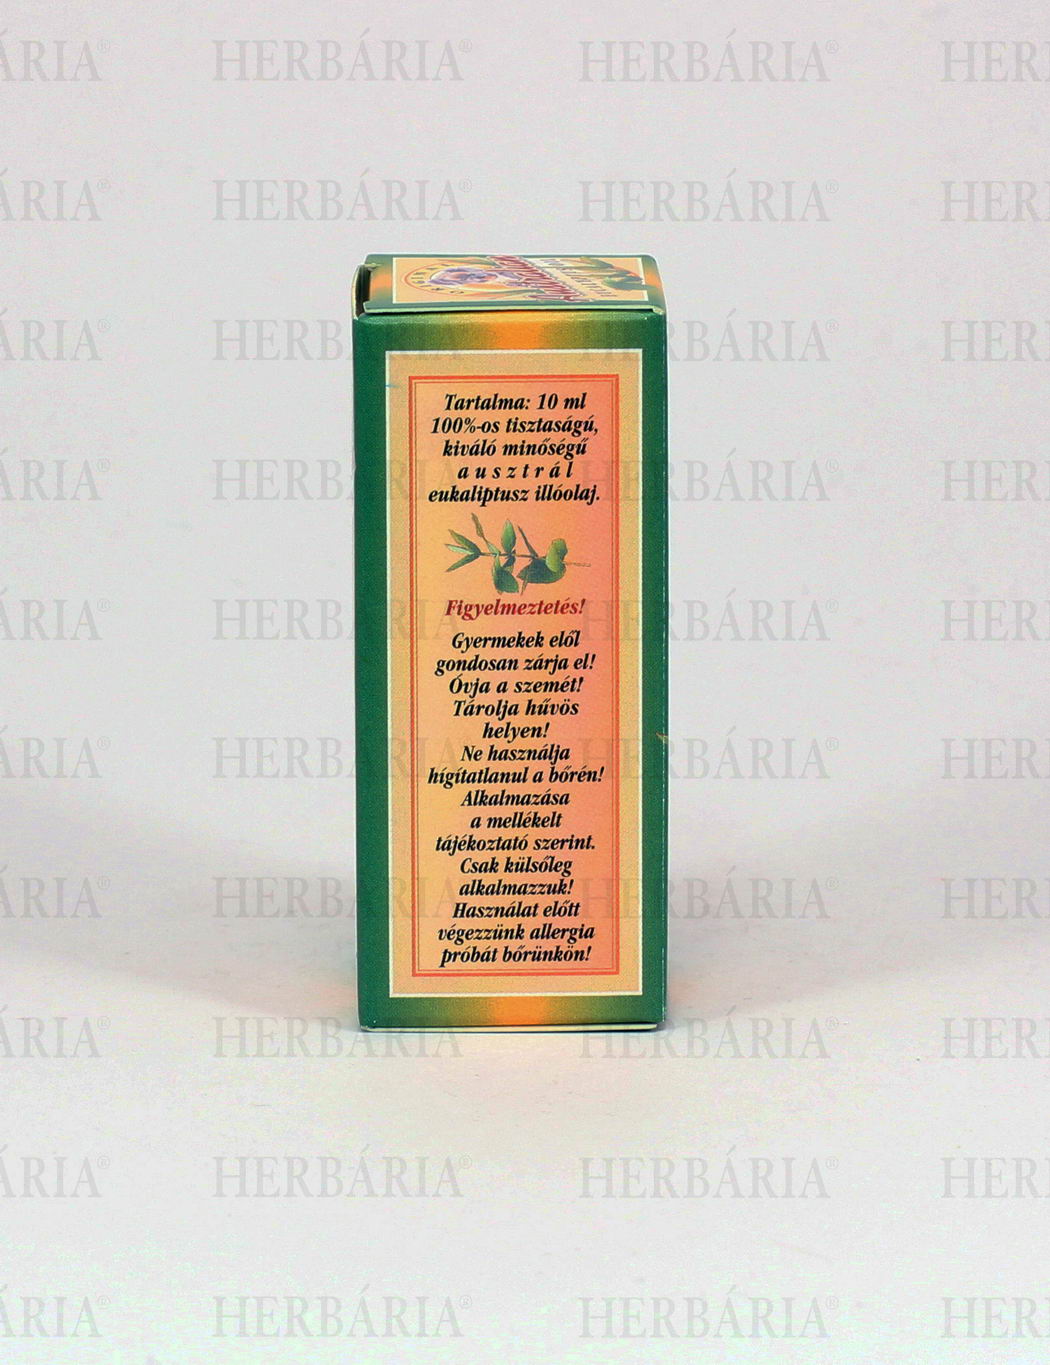 HERBÁRIA®
Tartalma: 10 ml
100%-os tisztaságú,
kiváló minőségű
ausztrál
eukaliptusz illóolaj.
Figyelmeztetés!
Gyermekek elől
gondosan zárja el!
Óvja a szemét!
Tárolja hűvös
helyen!
Ne használja
hígítatlanul a bőrén!
Alkalmazása
a mellékelt
tájékoztató szerint.
Csak külsőleg
alkalmazzuk!
Használat előtt
végezzünk allergia
próbát bőrünkön!